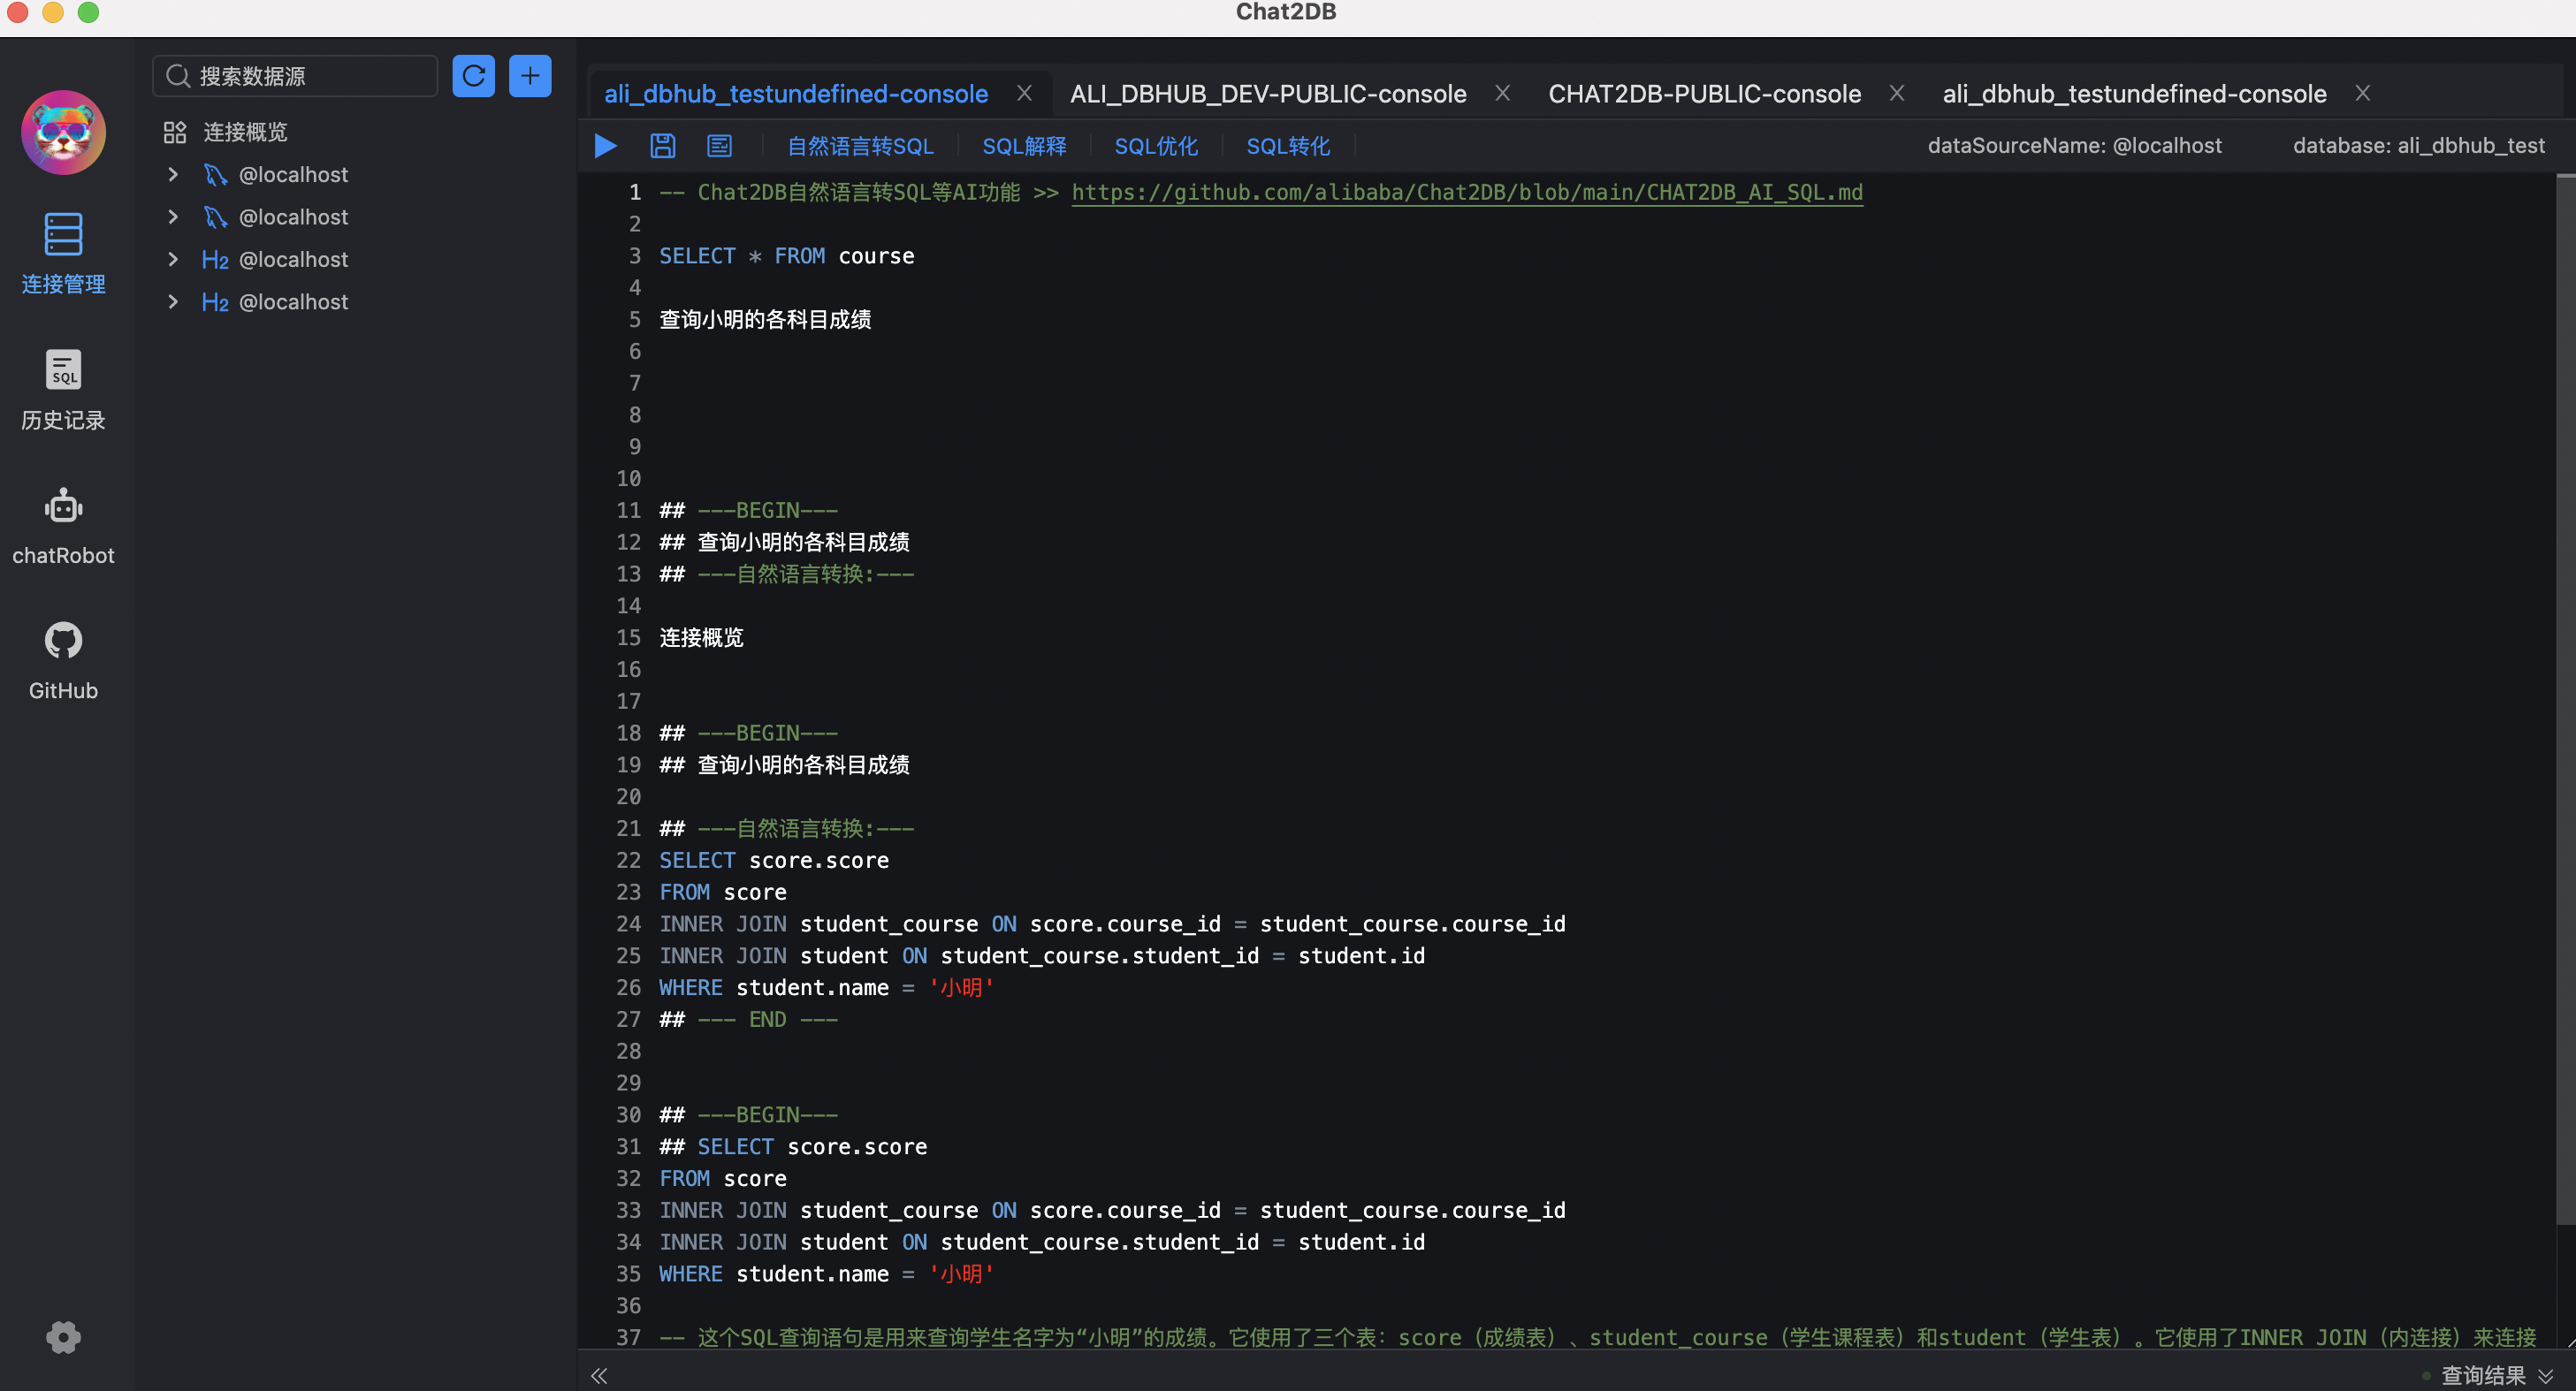 Chat2DB
搜索数据源
连接概览
@localhost
@localhost
H2 @localhost
H2 @localhost
连接管理
SQL
历史记录
chatRobot
GitHub
ali_dbhub_testundefined-console
ALI_DBHUB_DEV-PUBLIC-console
CHAT2DB-PUBLIC-console
ali_dbhub_testundefined-console
自然语言转SQL
SQL解释
SQL优化
SQL转化
dataSourceName: @localhost
database: ali_dbhub_test
1 -- Chat2DB自然语言转SQL等AI功能 >> https://github.com/alibaba/Chat2DB/blob/main/CHAT2DB_AI_SQL.md
2
3 SELECT * FROM course
4
5 查询小明的各科目成绩
6
7
8
9
10
11 ## ---BEGIN---
12 ## 查询小明的各科目成绩
13 ## ---自然语言转换:---
14
15 连接概览
16
17
18 ## ---BEGIN---
19 ## 查询小明的各科目成绩
20
21 ## ---自然语言转换:---
22 SELECT score.score
23 FROM score
24 INNER JOIN student_course ON score.course_id = student_course.course_id
25 INNER JOIN student ON student_course.student_id = student.id
26 WHERE student.name = '小明'
27 ## --- END ---
28
29
30 ## ---BEGIN---
31 ## SELECT score.score
32 FROM score
33 INNER JOIN student_course ON score.course_id = student_course.course_id
34 INNER JOIN student ON student_course.student_id = student.id
35 WHERE student.name = '小明'
36
37 -- 这个SQL查询语句是用来查询学生名字为“小明”的成绩。它使用了三个表：score（成绩表）、student_course（学生课程表）和student（学生表）。它使用了INNER JOIN（内连接）来连接
查询结果